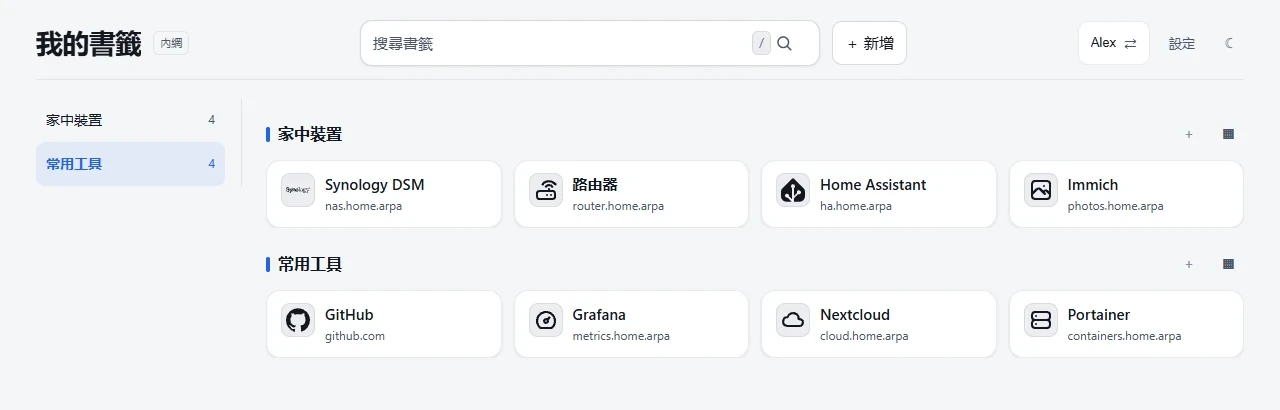 我的書籤
內網
搜尋書籤
/
+ 新增
Alex ⇄
設定
☾
家中裝置 4
常用工具 4
家中裝置
+
Synology
Synology DSM
nas.home.arpa
路由器
router.home.arpa
Home Assistant
ha.home.arpa
Immich
photos.home.arpa
常用工具
+
GitHub
github.com
Grafana
metrics.home.arpa
Nextcloud
cloud.home.arpa
Portainer
containers.home.arpa